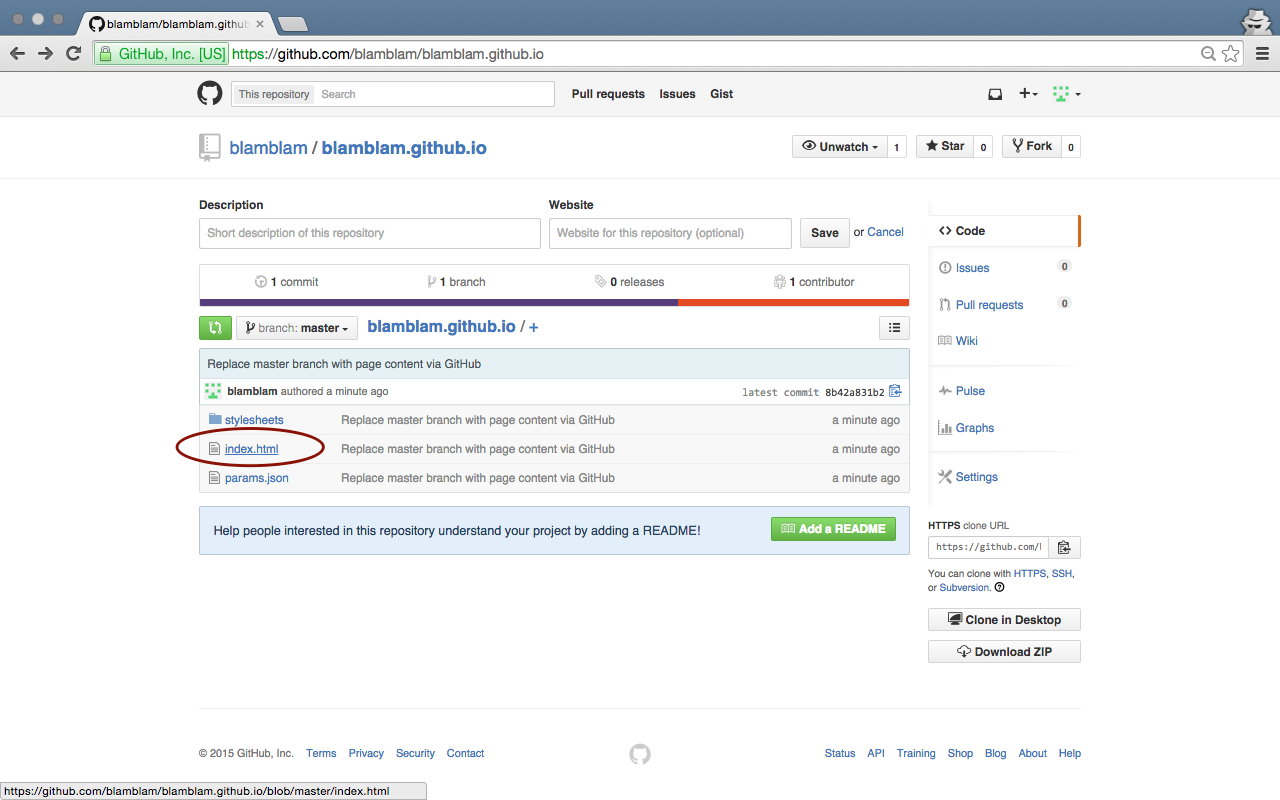 blamblam/blamblam.githu
GitHub, Inc. [US] https://github.com/blamblam/blamblam.github.io
This repository Search Pull requests Issues Gist
blamblam / blamblam.github.io
Unwatch 1 Star 0 Fork 0
Description Website
Short description of this repository Website for this repository (optional) Save or Cancel
Code
Issues 0
Pull requests 0
Wiki
Pulse
Graphs
Settings
1 commit 1 branch 0 releases 1 contributor
branch: master blamblam.github.io / +
Replace master branch with page content via GitHub
blamblam authored a minute ago latest commit 8b42a831b2
stylesheets Replace master branch with page content via GitHub a minute ago
index.html Replace master branch with page content via GitHub a minute ago
params.json Replace master branch with page content via GitHub a minute ago
Help people interested in this repository understand your project by adding a README! Add a README
HTTPS clone URL
https://github.com/
You can clone with HTTPS, SSH,
or Subversion.
Clone in Desktop
Download ZIP
© 2015 GitHub, Inc. Terms Privacy Security Contact Status API Training Shop Blog About Help
https://github.com/blamblam/blamblam.github.io/blob/master/index.html